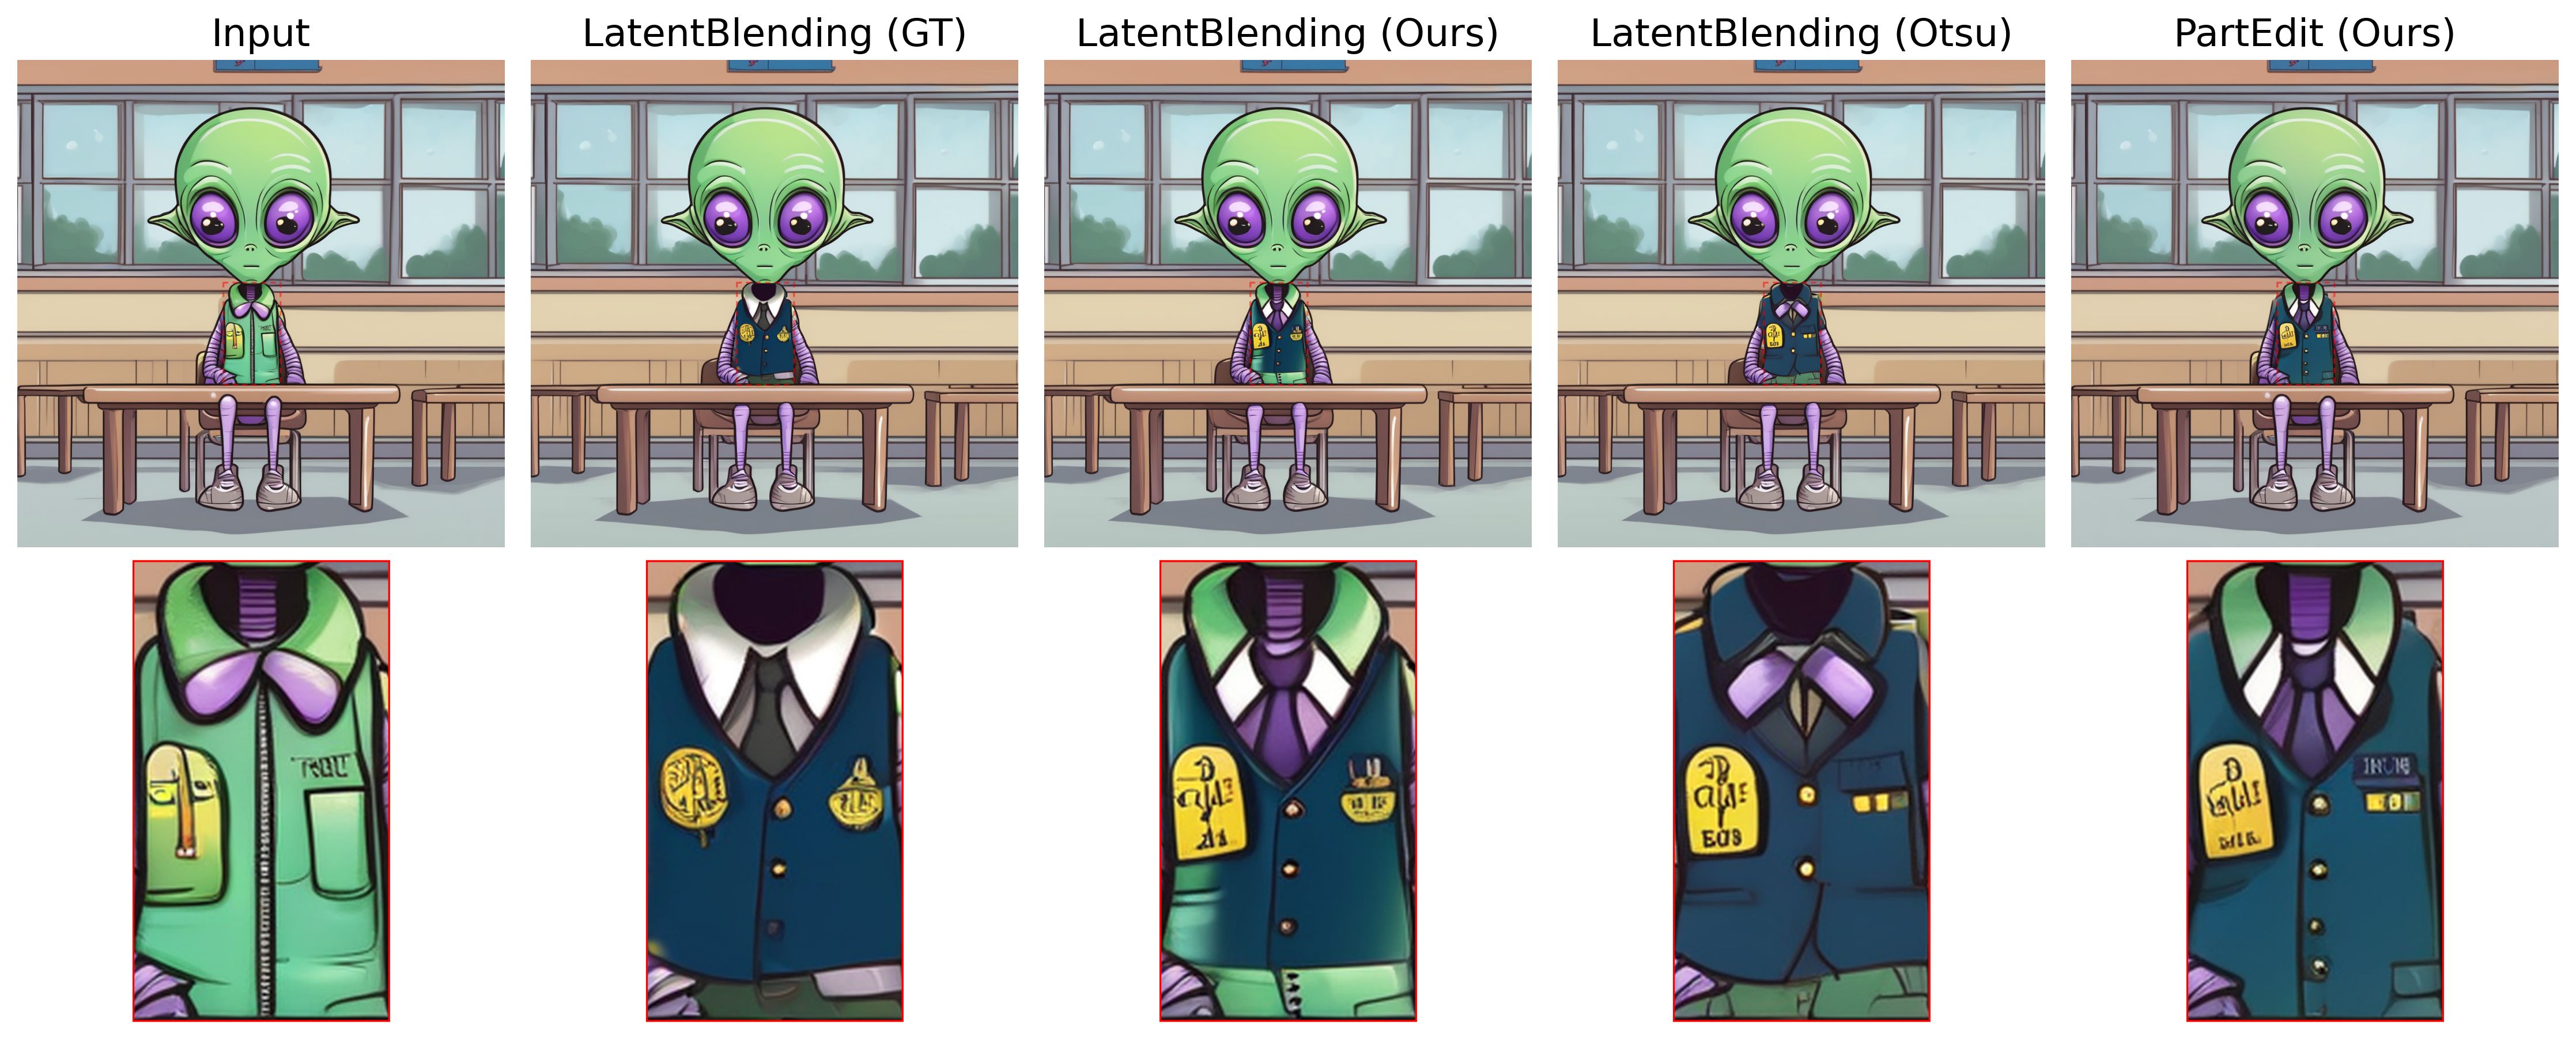 Input
LatentBlending (GT)
LatentBlending (Ours)
LatentBlending (Otsu)
PartEdit (Ours)